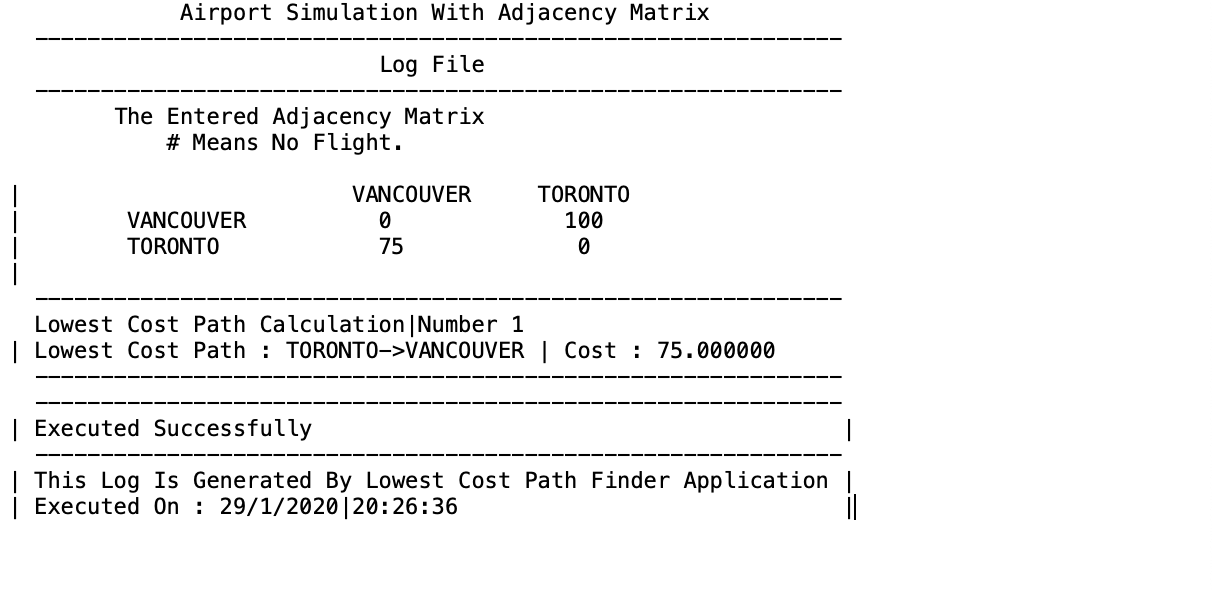 Airport Simulation With Adjacency Matrix
-------------------------------------------------------------
Log File
-------------------------------------------------------------
The Entered Adjacency Matrix
# Means No Flight.
| VANCOUVER TORONTO
| VANCOUVER 0 100
| TORONTO 75 0
|
-------------------------------------------------------------
Lowest Cost Path Calculation|Number 1
| Lowest Cost Path : TORONTO->VANCOUVER | Cost : 75.000000
-------------------------------------------------------------
-------------------------------------------------------------
| Executed Successfully |
-------------------------------------------------------------
| This Log Is Generated By Lowest Cost Path Finder Application |
| Executed On : 29/1/2020|20:26:36 |